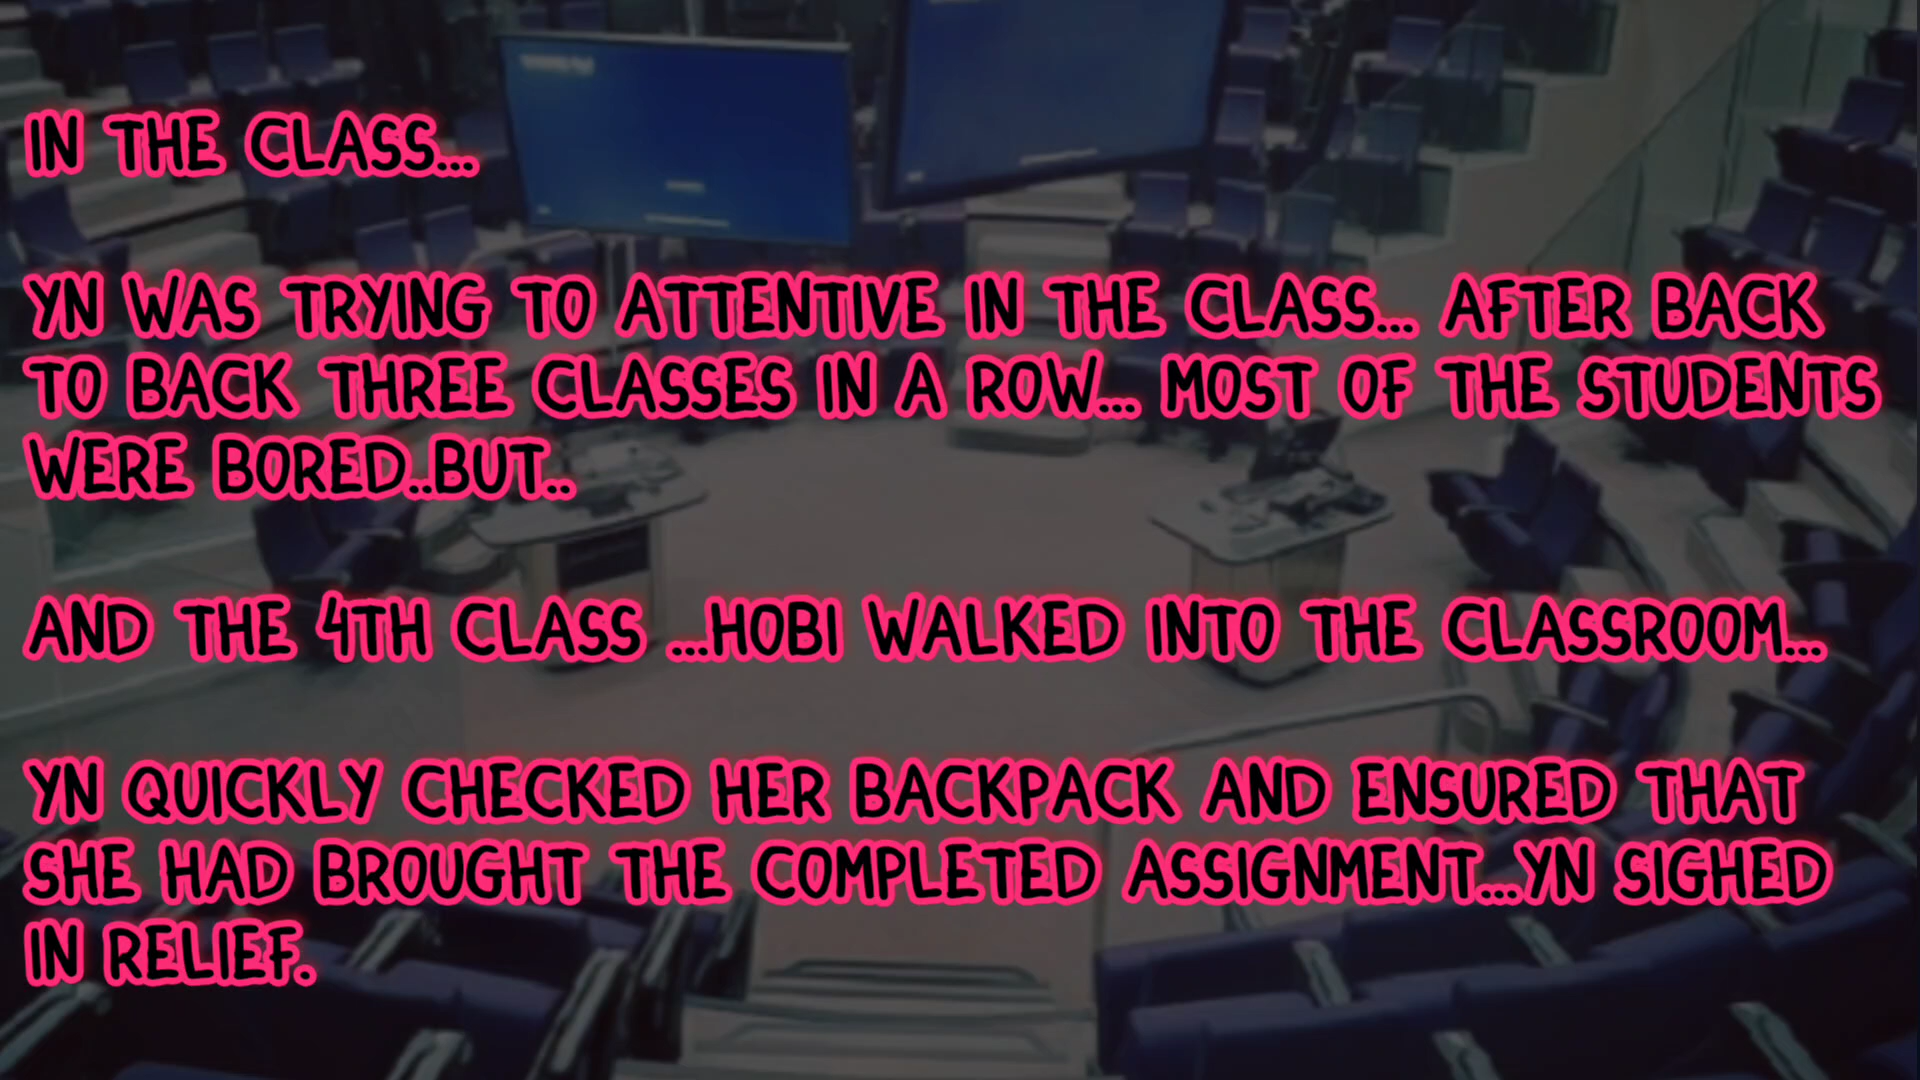 IN THE CLASS...
YN WAS TRYING TO ATTENTIVE IN THE CLASS... AFTER BACK
TO BACK THREE CLASSES IN A ROW... MOST OF THE STUDENTS
WERE BORED..BUT..
AND THE 4TH CLASS ...HOBI WALKED INTO THE CLASSROOM...
YN QUICKLY CHECKED HER BACKPACK AND ENSURED THAT
SHE HAD BROUGHT THE COMPLETED ASSIGNMENT...YN SIGHED
IN RELIEF.